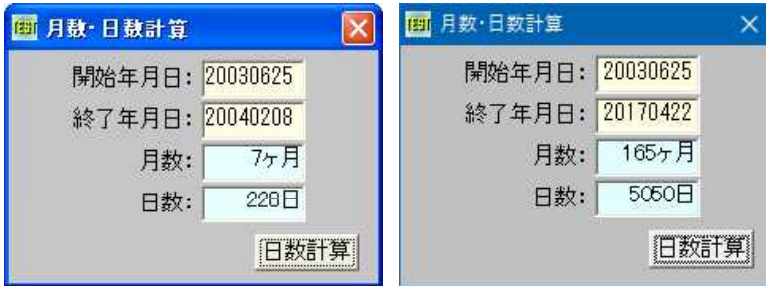 TEST 月数・日数計算
開始年月日: 20030625
終了年月日: 20040208
月数: 7ヶ月
日数: 228日
日数計算
TEST 月数・日数計算
開始年月日: 20030625
終了年月日: 20170422
月数: 165ヶ月
日数: 5050日
日数計算